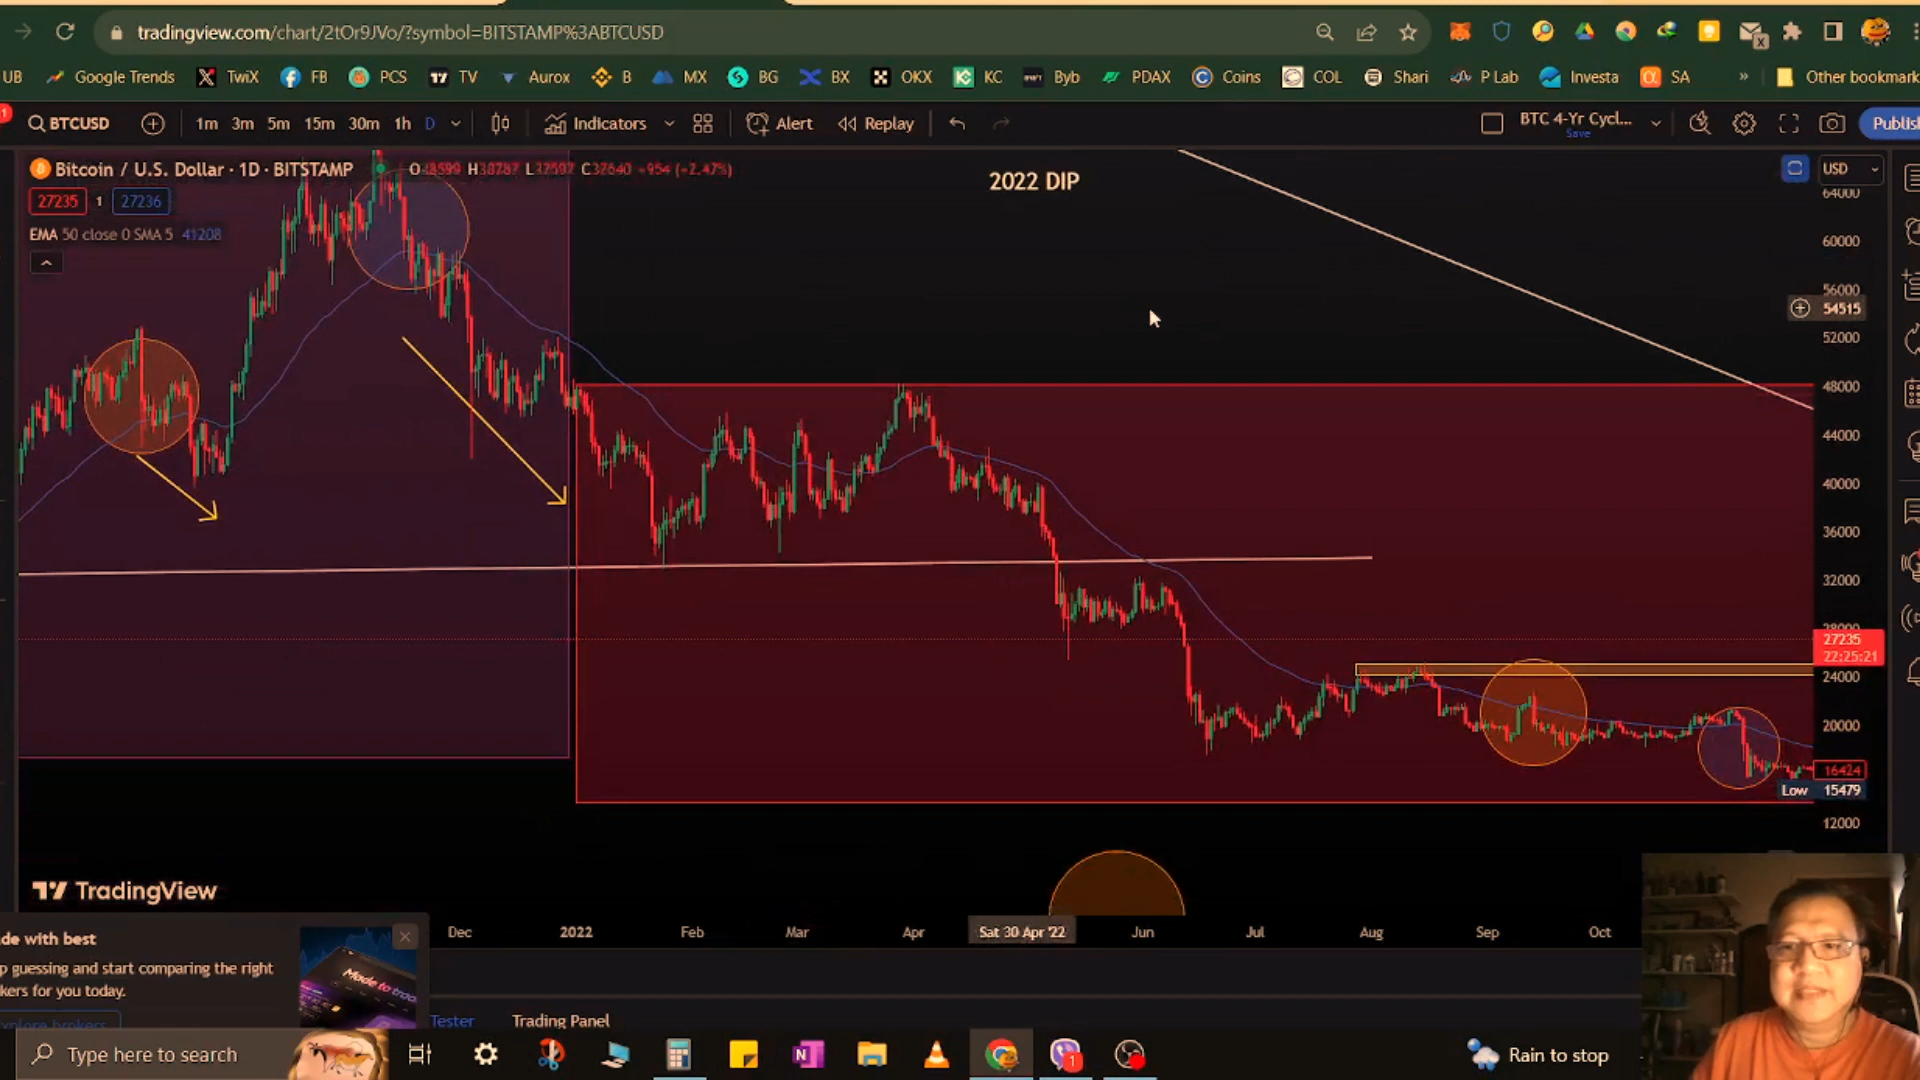 tradingview.com/chart/2tOr9JVo/?symbol=BITSTAMP%3ABTCUSD
UB Google Trends TwiX FB PCS TV Aurox B MX BG BX OKX KC Byb PDAX Coins COL Shari P Lab Investa SA » Other bookmark
BTCUSD 1m 3m 5m 15m 30m 1h D Indicators Alert Replay BTC 4-Yr Cycl... Save Publish
Bitcoin / U.S. Dollar · 1D · BITSTAMP
2022 DIP
USD
27235 1 27236
EMA 50 close 0 SMA 5 41208
64000
60000
56000
54515
52000
48000
44000
40000
36000
32000
27235
22:25:21
24000
20000
16424
Low 15479
12000
TradingView
Dec 2022 Feb Mar Apr Sat 30 Apr '22 Jun Jul Aug Sep Oct
de with best
p guessing and start comparing the right
kers for you today.
Made to
Tester Trading Panel
Type here to search
1
Rain to stop